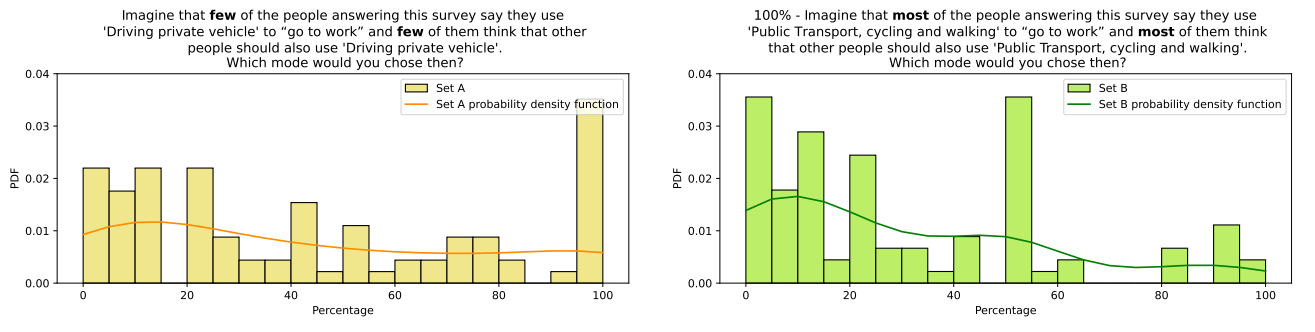 Imagine that few of the people answering this survey say they use
'Driving private vehicle' to “go to work” and few of them think that other
people should also use 'Driving private vehicle'.
Which mode would you chose then?
0.04
0.03
0.02
0.01
0.00
PDF
Set A
Set A probability density function
0 20 40 60 80 100
Percentage
100% - Imagine that most of the people answering this survey say they use
'Public Transport, cycling and walking' to “go to work” and most of them think
that other people should also use 'Public Transport, cycling and walking'.
Which mode would you chose then?
0.04
0.03
0.02
0.01
0.00
PDF
Set B
Set B probability density function
0 20 40 60 80 100
Percentage